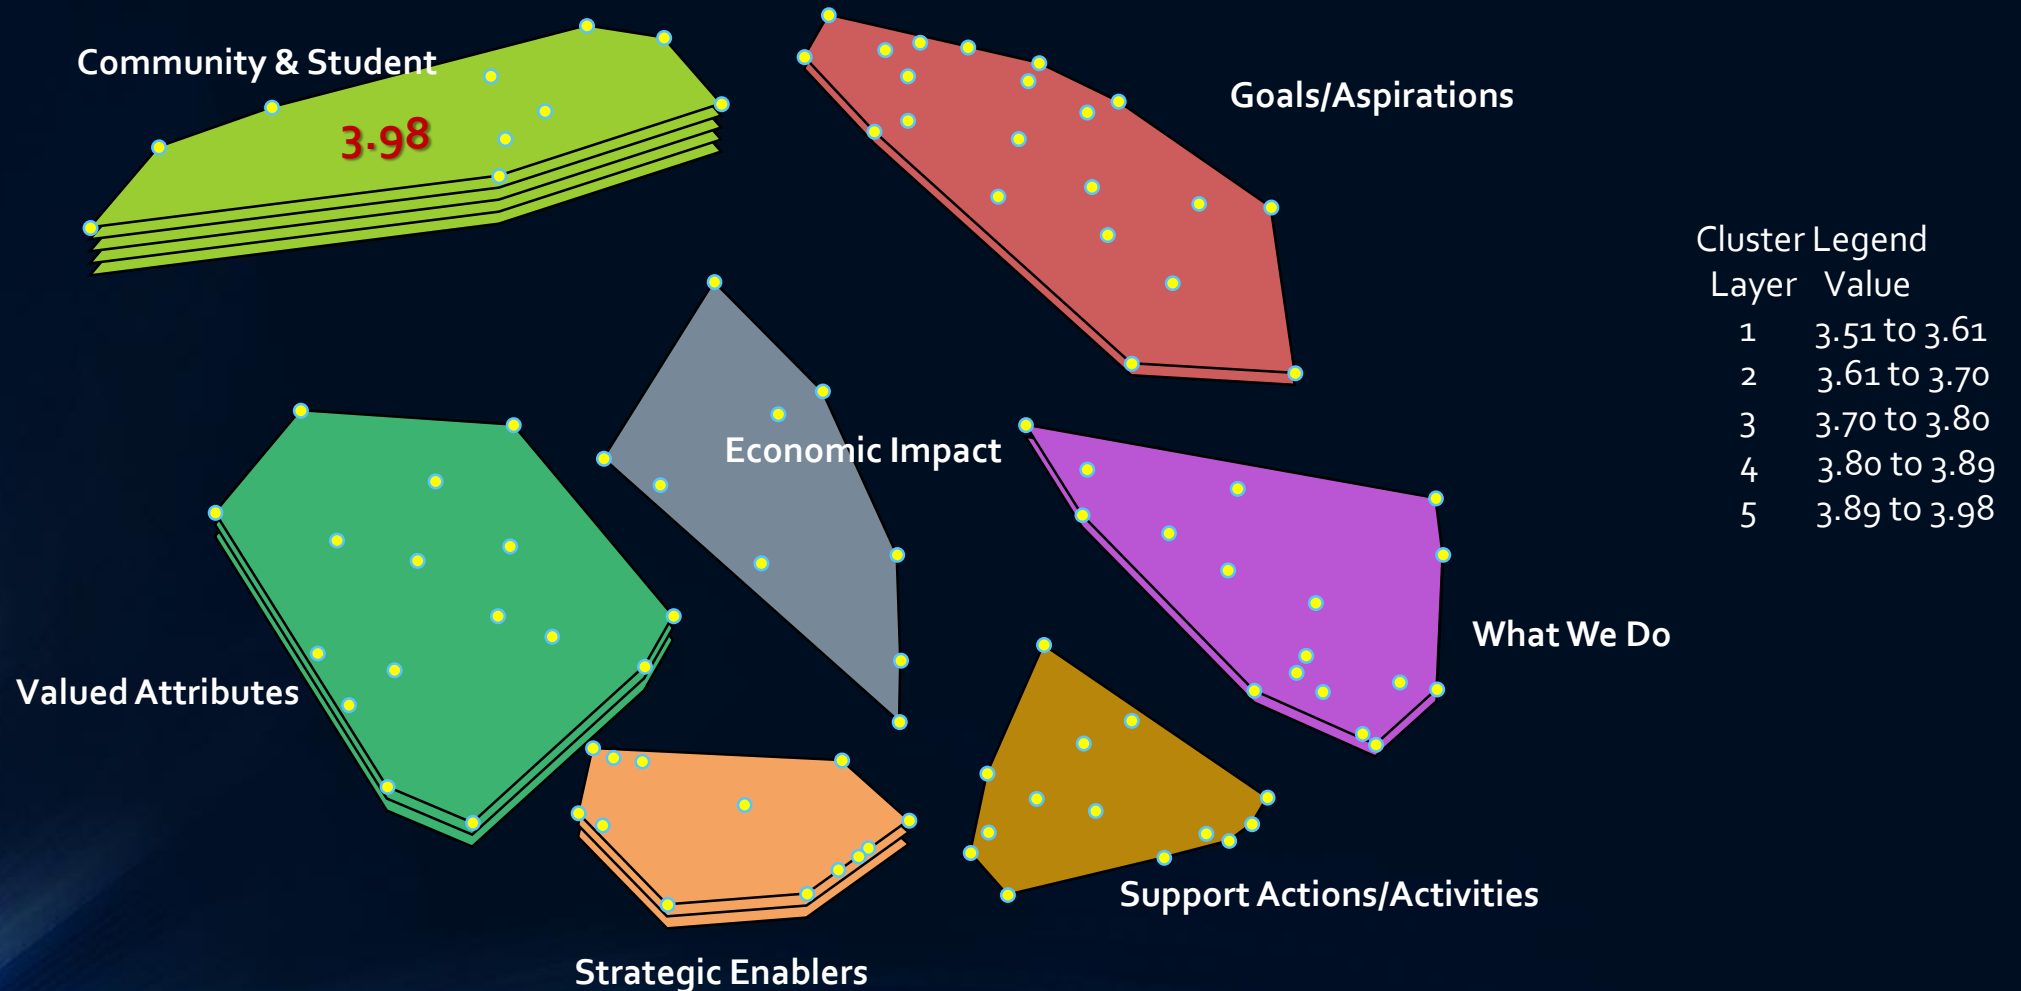 Community & Student
3.98
Goals/Aspirations
Cluster Legend
Layer Value
1 3.51 to 3.61
2 3.61 to 3.70
3 3.70 to 3.80
4 3.80 to 3.89
5 3.89 to 3.98
Economic Impact
What We Do
Valued Attributes
Support Actions/Activities
Strategic Enablers